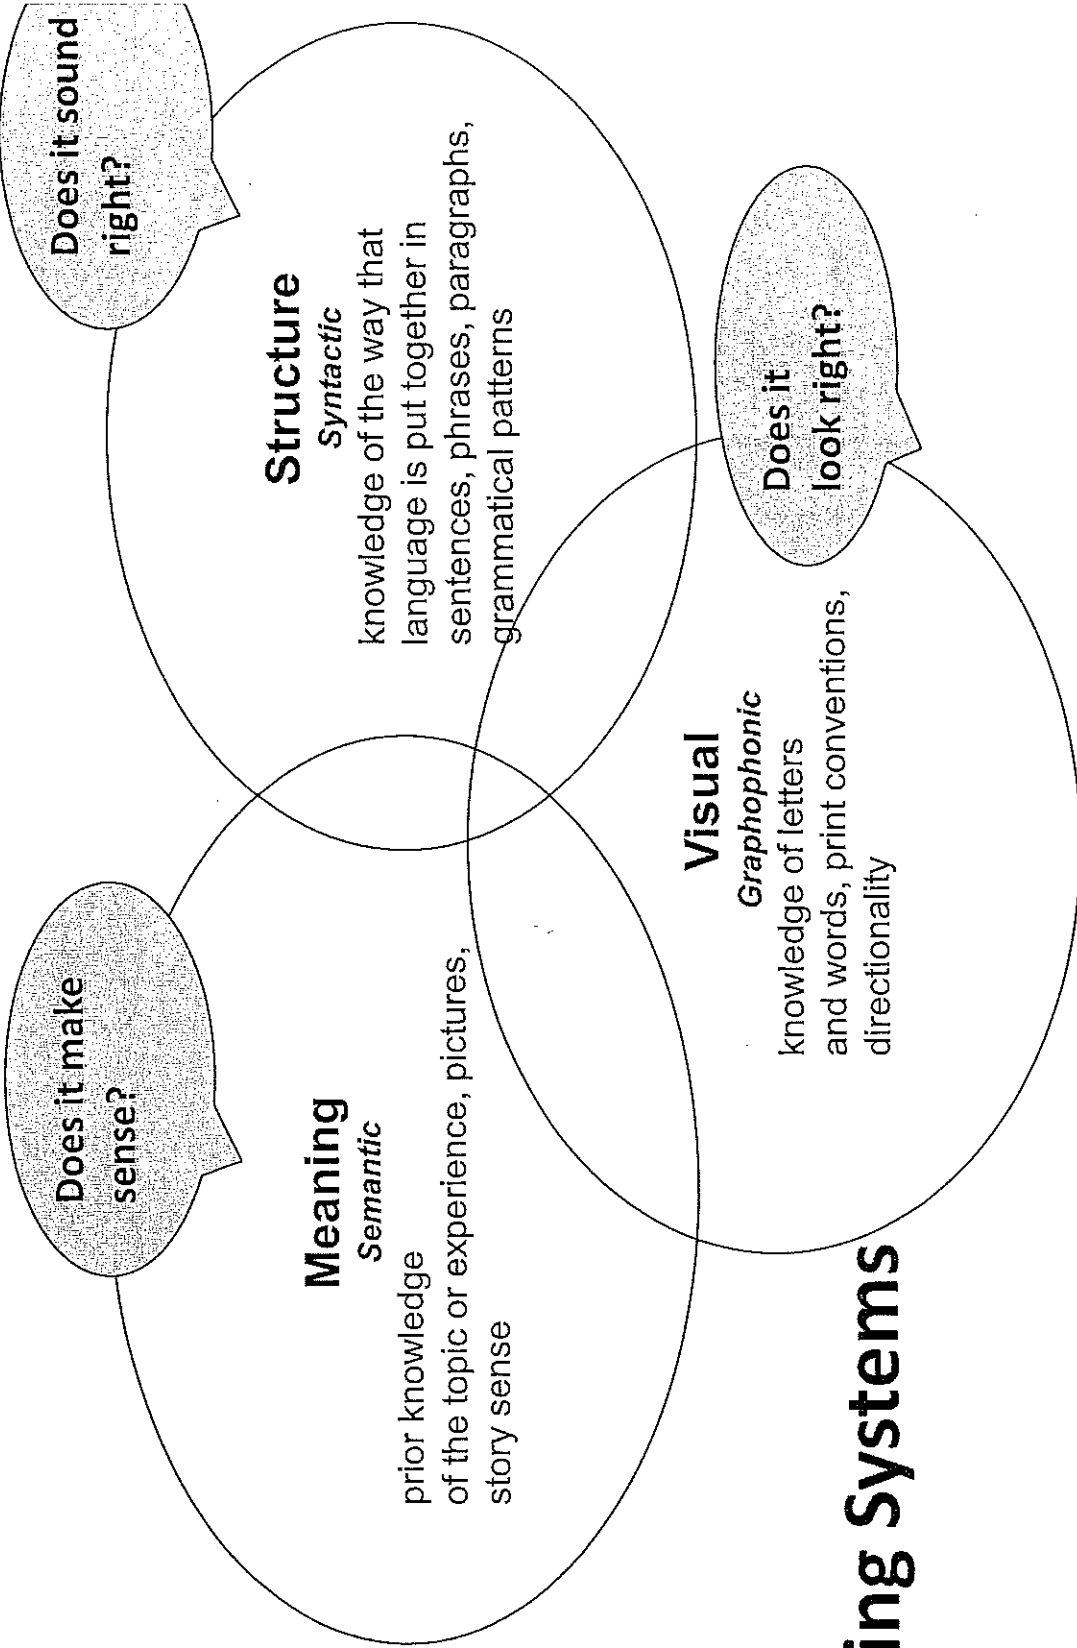 Does it make
sense?
Meaning
Semantic
prior knowledge
of the topic or experience, pictures,
story sense
Does it sound
right?
Structure
Syntactic
knowledge of the way that
language is put together in
sentences, phrases, paragraphs,
grammatical patterns
Does it
look right?
Visual
Graphophonic
knowledge of letters
and words, print conventions,
directionality
ing Systems